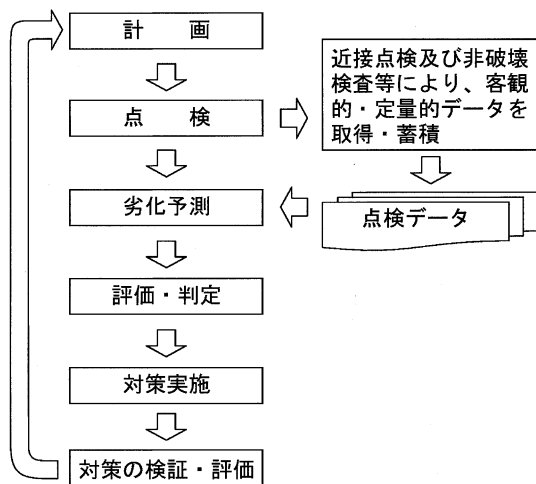 計　画
点　検
近接点検及び非破壊
検査等により、客観
的・定量的データを
取得・蓄積
点検データ
劣化予測
評価・判定
対策実施
対策の検証・評価